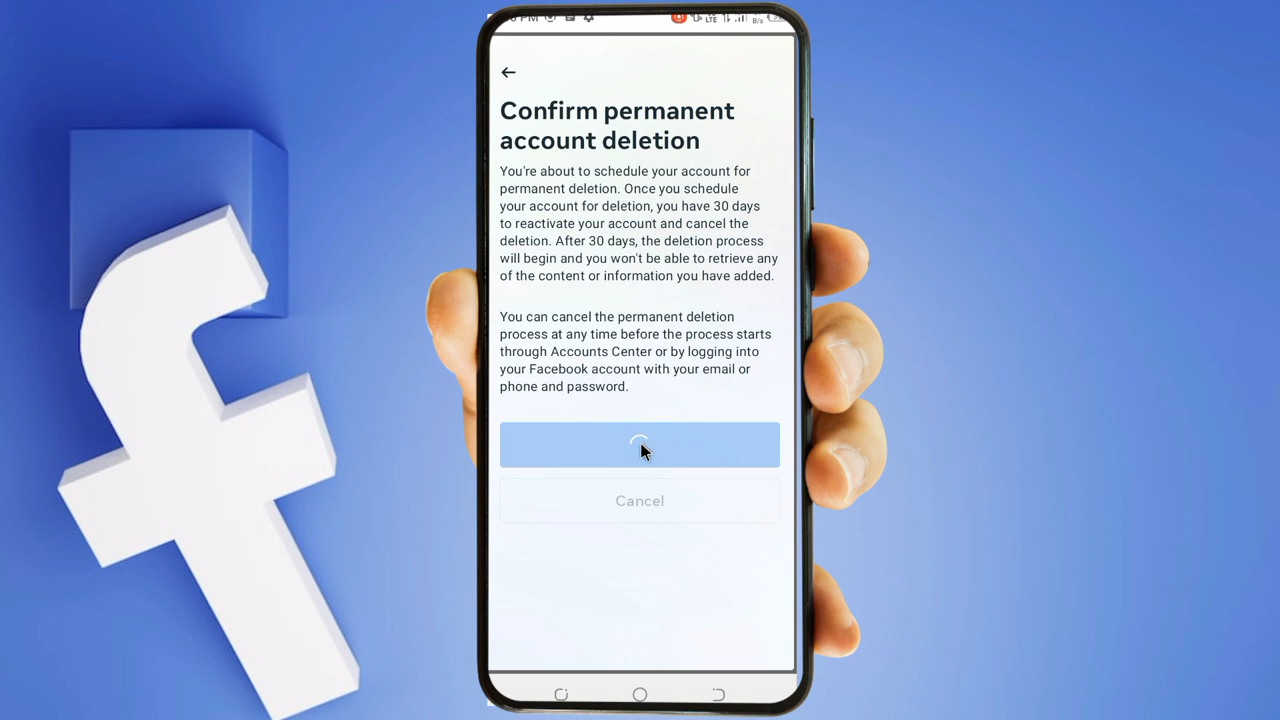 PM
LTE
B/s
Confirm permanent
account deletion
You're about to schedule your account for
permanent deletion. Once you schedule
your account for deletion, you have 30 days
to reactivate your account and cancel the
deletion. After 30 days, the deletion process
will begin and you won't be able to retrieve any
of the content or information you have added.
You can cancel the permanent deletion
process at any time before the process starts
through Accounts Center or by logging into
your Facebook account with your email or
phone and password.
Cancel